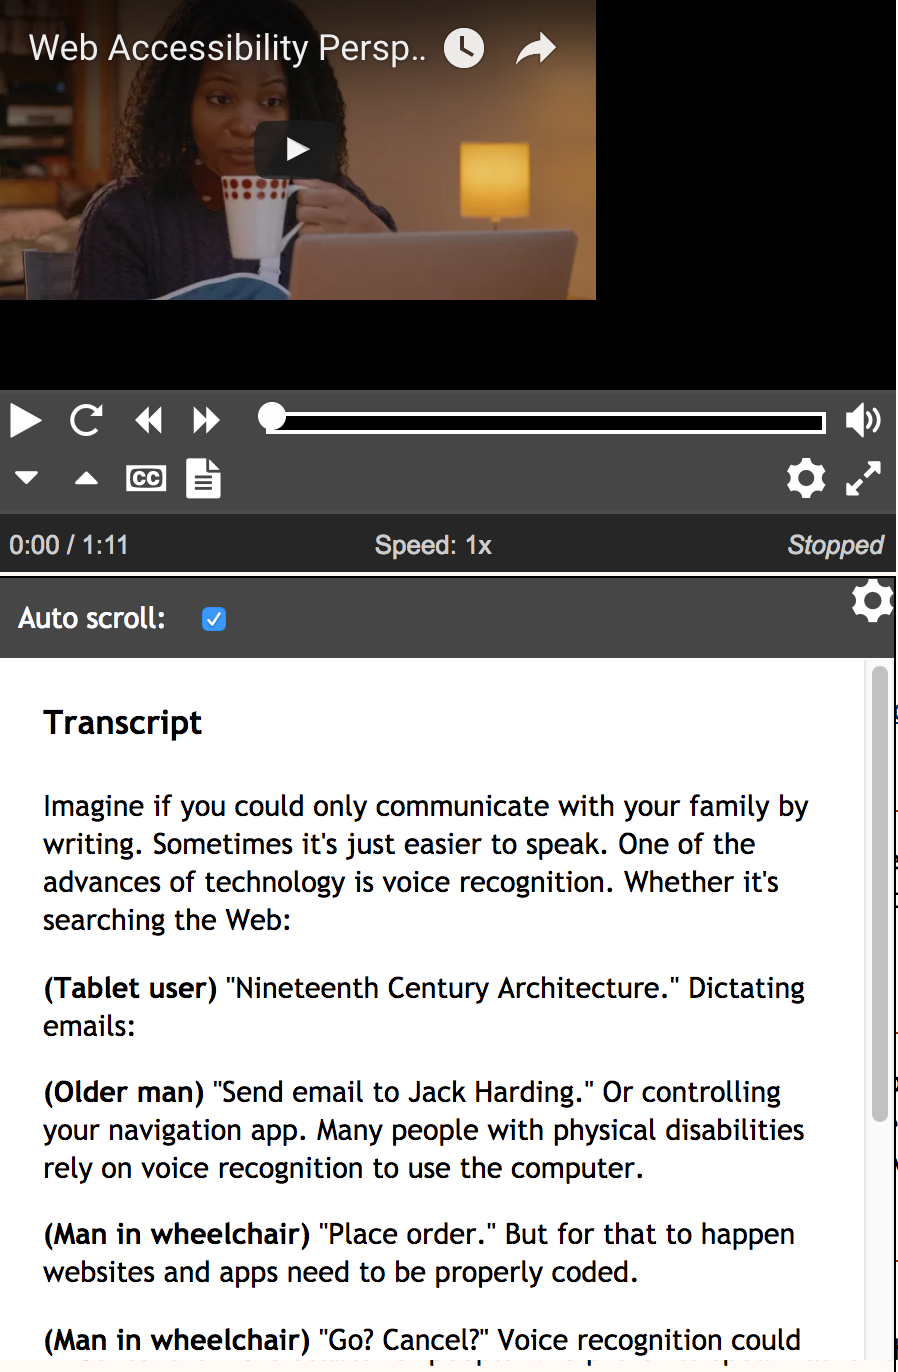 Web Accessibility Persp..
CC
0:00 / 1:11 Speed: 1x Stopped
Auto scroll:
Transcript
Imagine if you could only communicate with your family by
writing. Sometimes it's just easier to speak. One of the
advances of technology is voice recognition. Whether it's
searching the Web:
(Tablet user) "Nineteenth Century Architecture." Dictating
emails:
(Older man) "Send email to Jack Harding." Or controlling
your navigation app. Many people with physical disabilities
rely on voice recognition to use the computer.
(Man in wheelchair) "Place order." But for that to happen
websites and apps need to be properly coded.
(Man in wheelchair) "Go? Cancel?" Voice recognition could